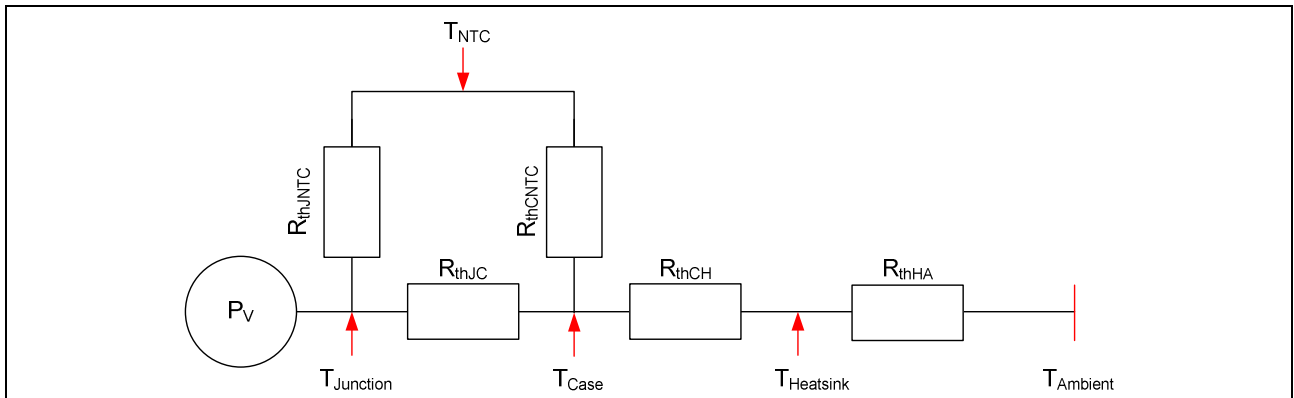 TNTC
RthJNTC
RthCNTC
RthJC
RthCH
RthHA
PV
TJunction
TCase
THeatsink
TAmbient